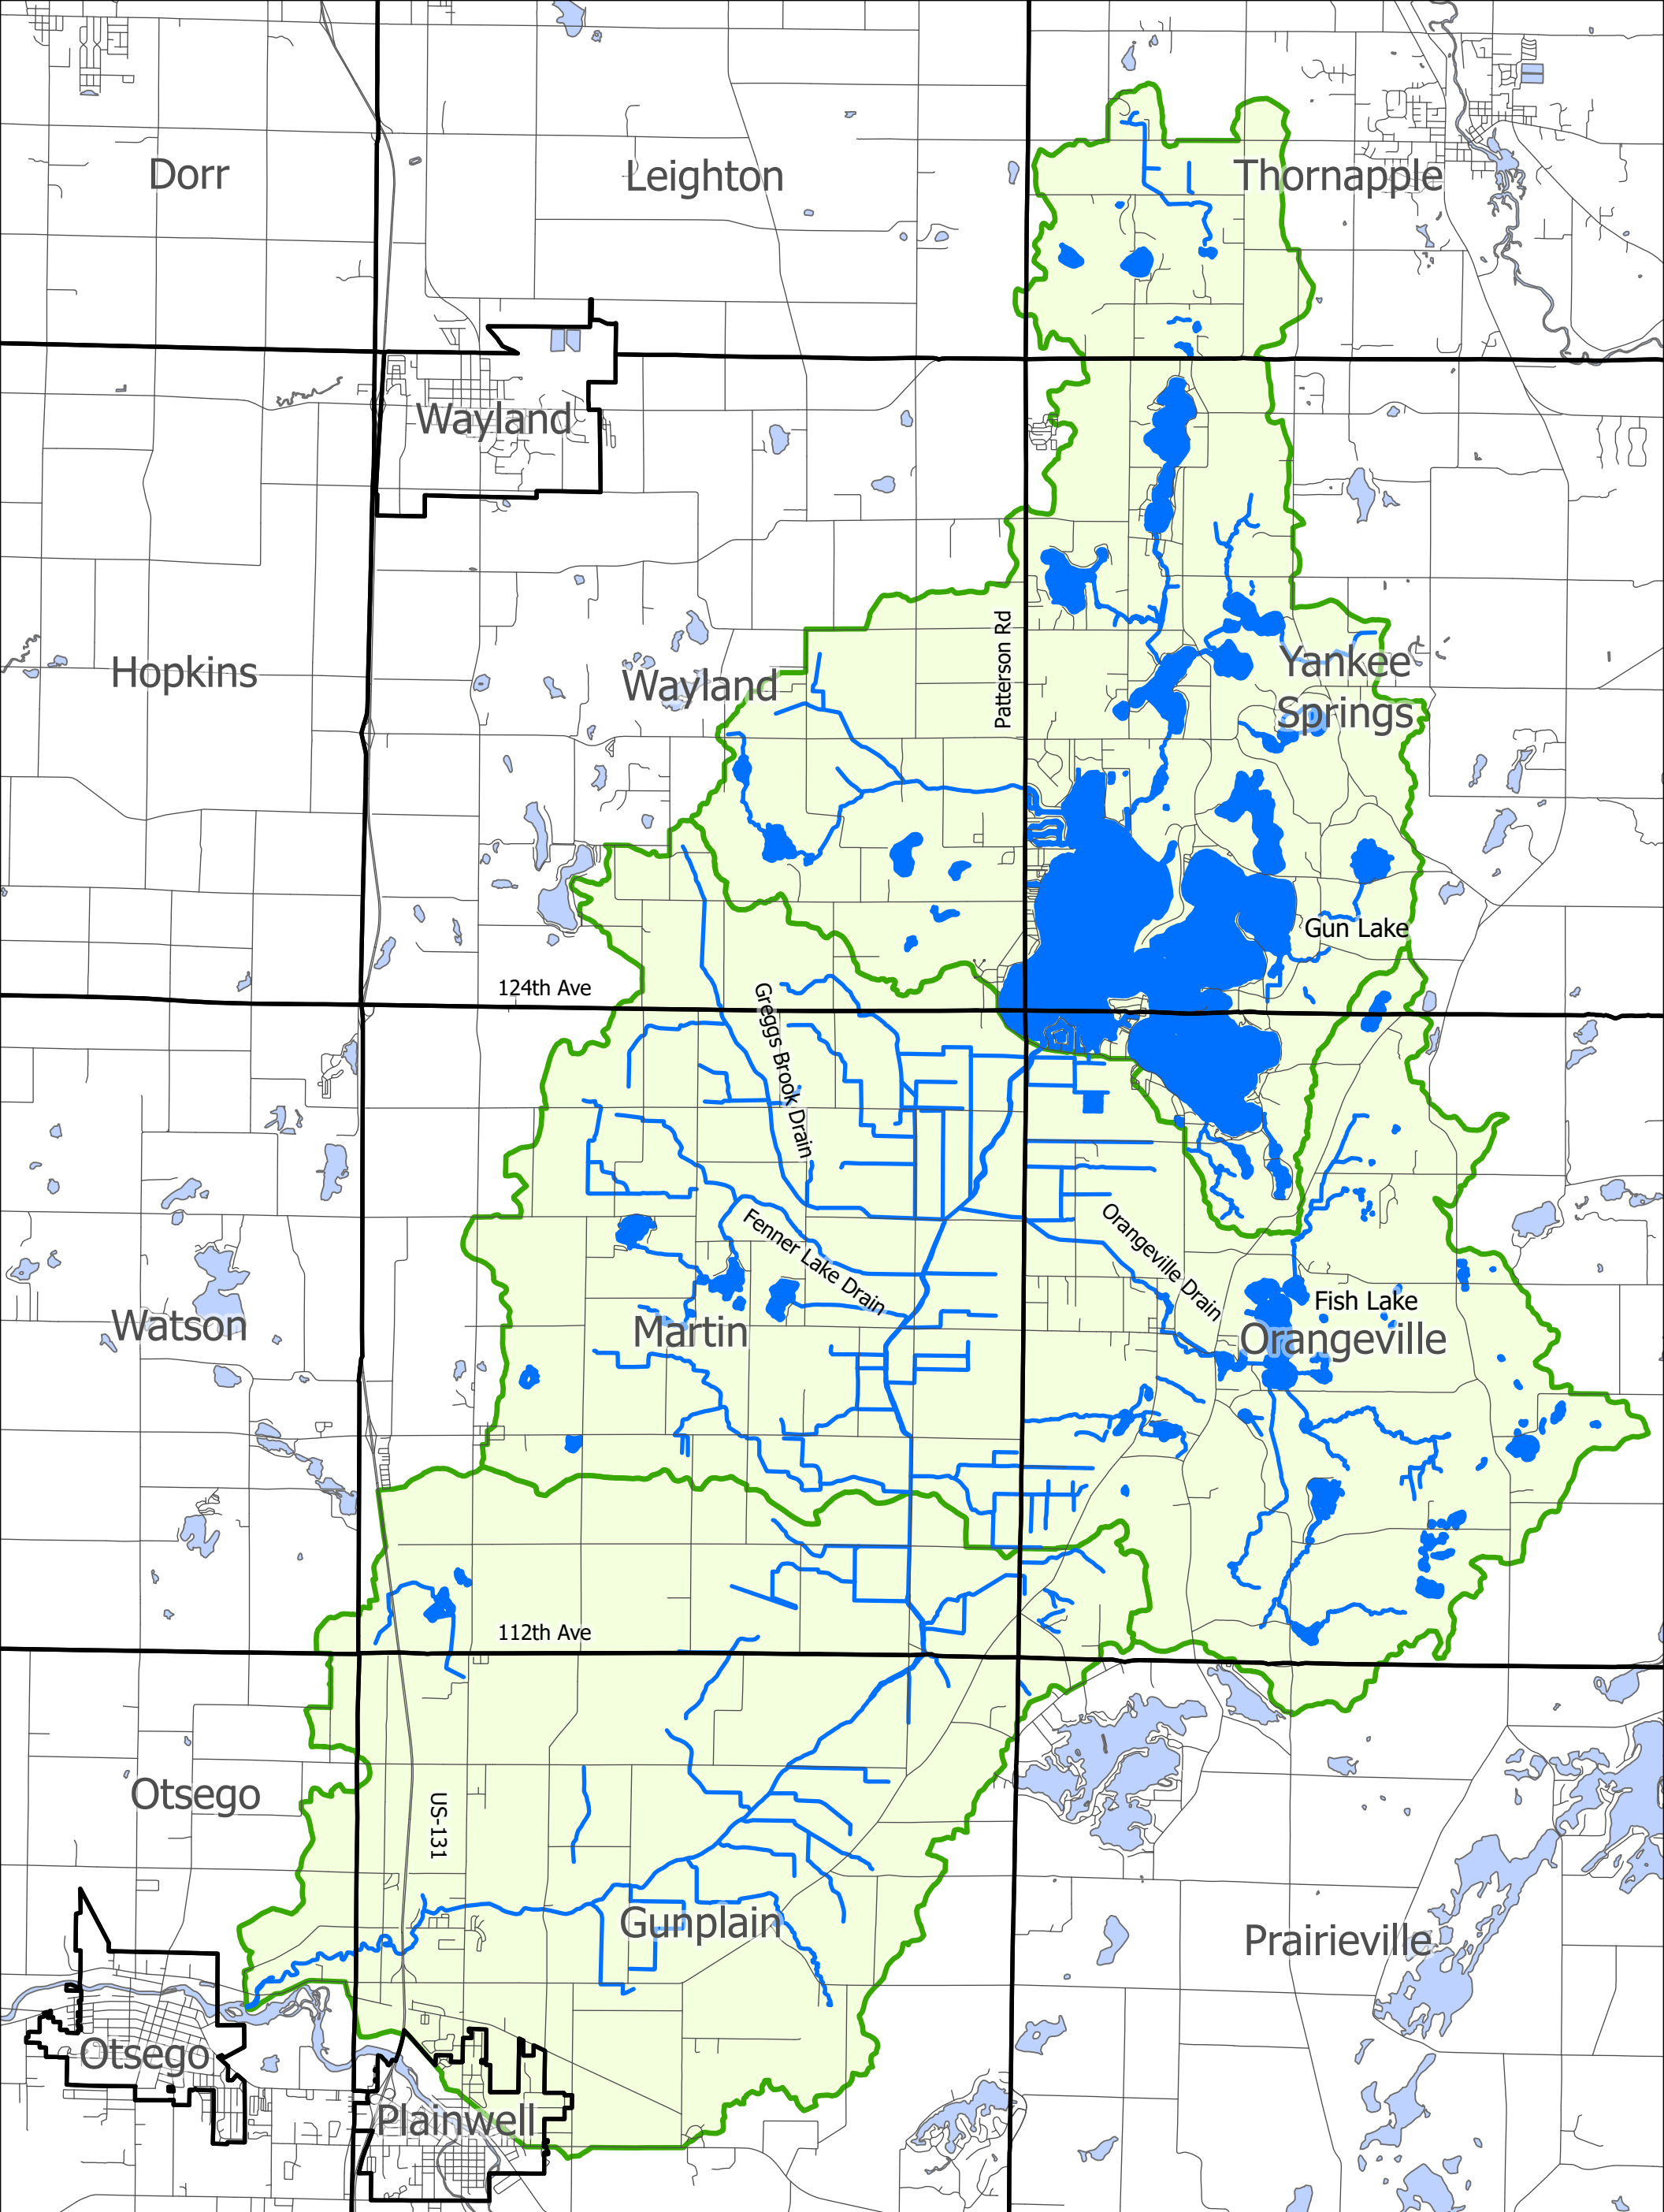 Dorr
Leighton
Thornapple
Wayland
Hopkins
Wayland
Patterson Rd
Yankee
Springs
Gun Lake
124th Ave
Greggs Brook Drain
Fenner Lake Drain
Orangeville Drain
Fish Lake
Watson
Martin
Orangeville
112th Ave
Otsego
US-131
Gunplain
Prairieville
Otsego
Plainwell